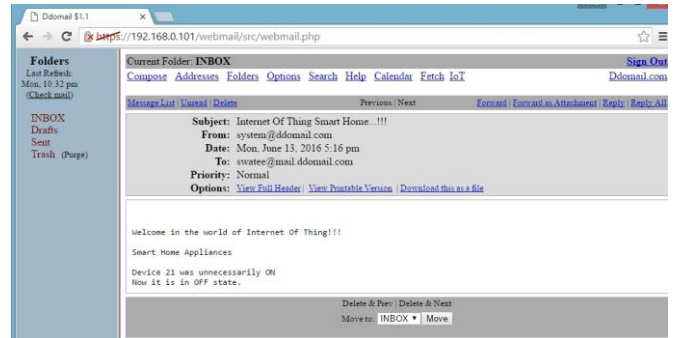 Ddomail $1.1
https://192.168.0.101/webmail/src/webmail.php
Folders
Last Refresh:
Mon, 10:32 pm
(Check mail)
INBOX
Drafts
Sent
Trash (Purge)
Current Folder: INBOX Sign Out
Compose Addresses Folders Options Search Help Calendar Fetch IoT Ddomail.com
Message List | Unread | Delete Previous | Next Forward | Forward as Attachment | Reply | Reply All
Subject: Internet Of Thing Smart Home...!!!
From: system@ddomail.com
Date: Mon, June 13, 2016 5:16 pm
To: swatee@mail.ddomail.com
Priority: Normal
Options: View Full Header | View Printable Version | Download this as a file
Welcome in the world of Internet Of Thing!!!
Smart Home Appliances
Device 21 was unnecessarily ON
Now it is in OFF state.
Delete & Prev | Delete & Next
Move to: INBOX Move